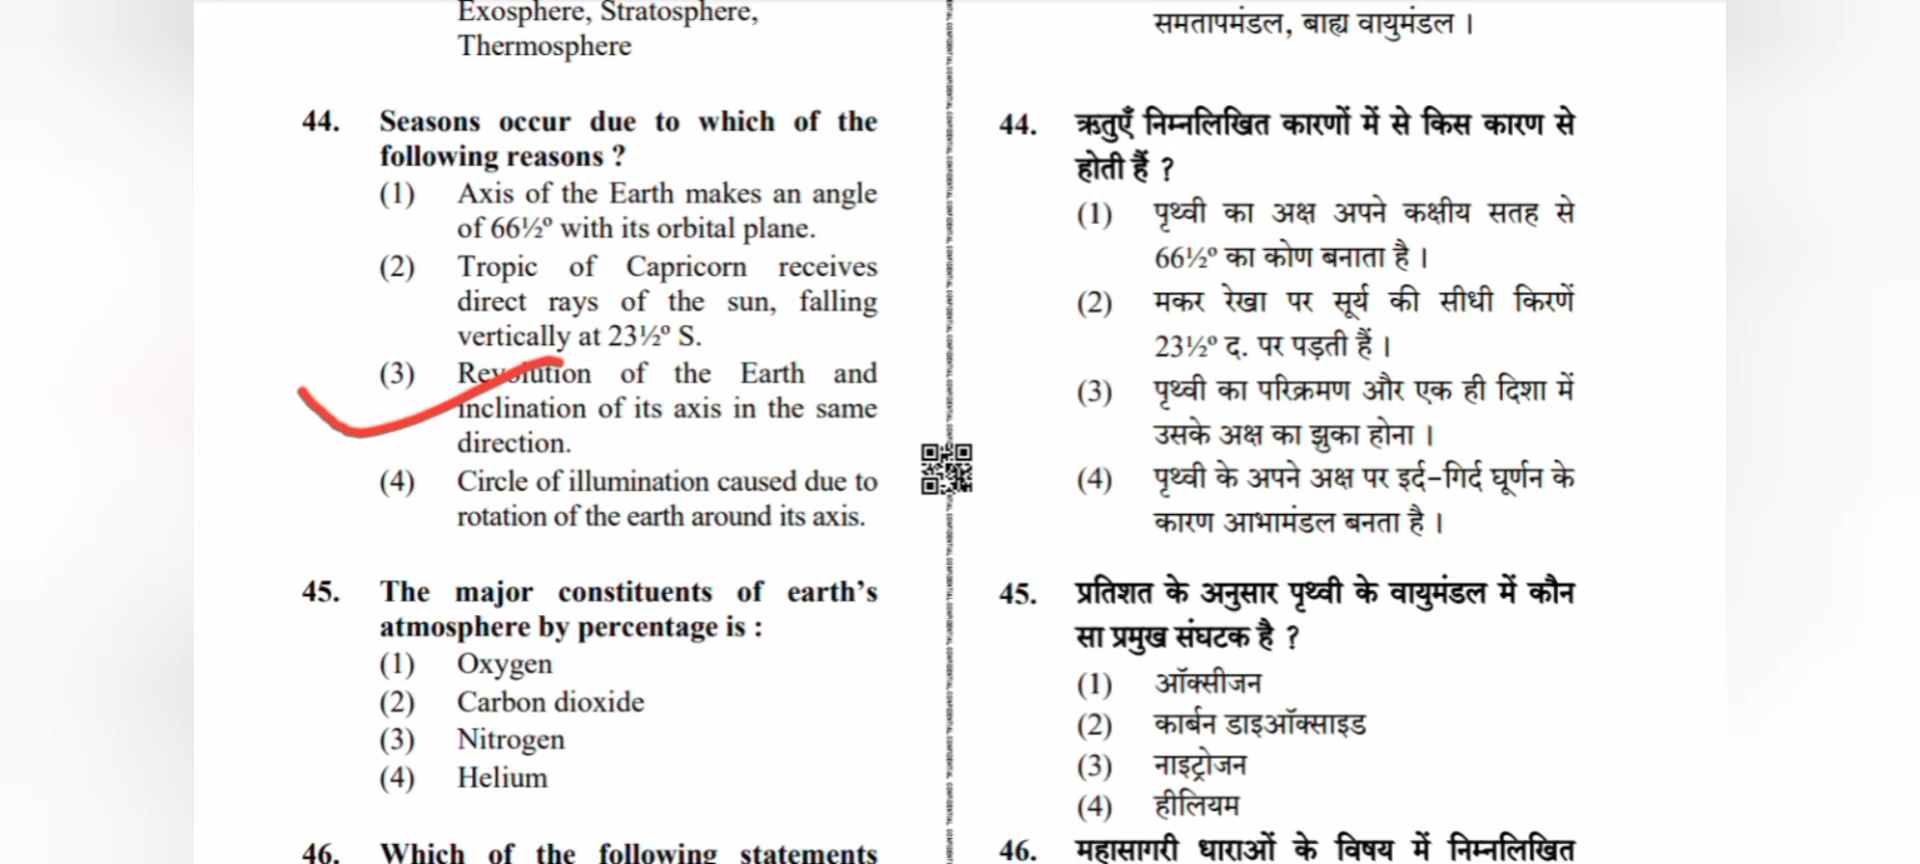 Exosphere, Stratosphere,
Thermosphere
44. Seasons occur due to which of the
following reasons ?
(1) Axis of the Earth makes an angle
of 66½º with its orbital plane.
(2) Tropic of Capricorn receives
direct rays of the sun, falling
vertically at 23½º S.
(3) Revolution of the Earth and
inclination of its axis in the same
direction.
(4) Circle of illumination caused due to
rotation of the earth around its axis.
45. The major constituents of earth’s
atmosphere by percentage is :
(1) Oxygen
(2) Carbon dioxide
(3) Nitrogen
(4) Helium
46. Which of the following statements
समतापमंडल, बाह्य वायुमंडल ।
44. ऋतुएँ निम्नलिखित कारणों में से किस कारण से
होती हैं ?
(1) पृथ्वी का अक्ष अपने कक्षीय सतह से
66½º का कोण बनाता है ।
(2) मकर रेखा पर सूर्य की सीधी किरणें
23½º द. पर पड़ती हैं ।
(3) पृथ्वी का परिक्रमण और एक ही दिशा में
उसके अक्ष का झुका होना ।
(4) पृथ्वी के अपने अक्ष पर इर्द-गिर्द घूर्णन के
कारण आभामंडल बनता है ।
45. प्रतिशत के अनुसार पृथ्वी के वायुमंडल में कौन
सा प्रमुख संघटक है ?
(1) ऑक्सीजन
(2) कार्बन डाइऑक्साइड
(3) नाइट्रोजन
(4) हीलियम
46. महासागरी धाराओं के विषय में निम्नलिखित